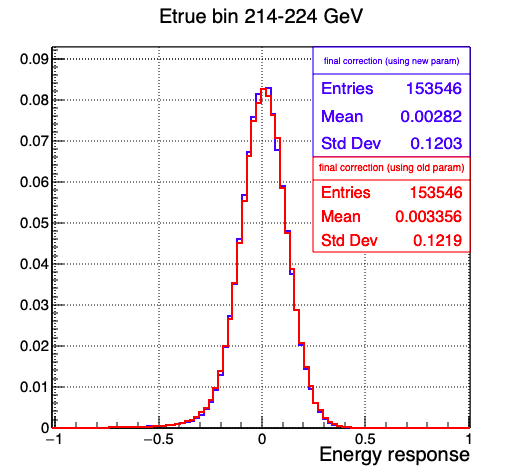 Etrue bin 214-224 GeV
0.09
0.08
0.07
0.06
0.05
0.04
0.03
0.02
0.01
0
final correction (using new param)
Entries 153546
Mean 0.00282
Std Dev 0.1203
final correction (using old param)
Entries 153546
Mean 0.003356
Std Dev 0.1219
−1 −0.5 0 0.5 1
Energy response